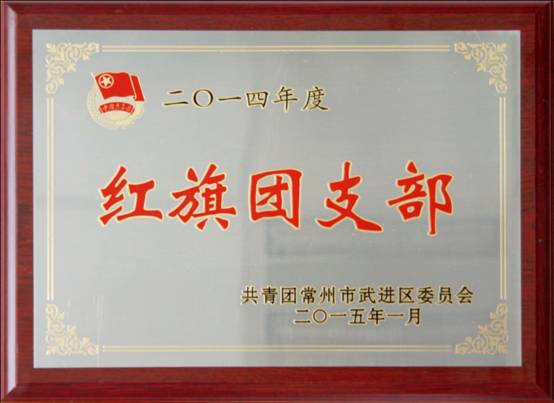 二〇一四年度
红旗团支部
共青团常州市武进区委员会
二〇一五年一月